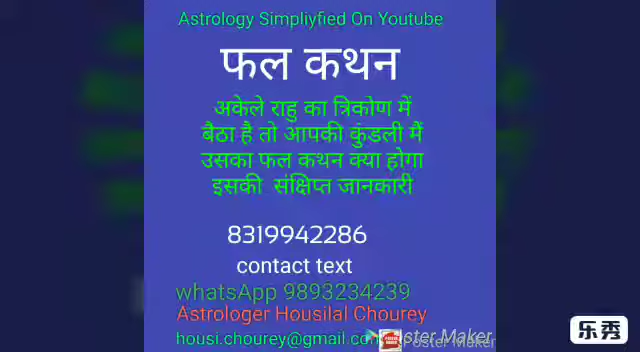 Astrology Simpliyfied On Youtube
फल कथन
अकेले राहु का त्रिकोण में
बैठा है तो आपकी कुंडली मैं
उसका फल कथन क्या होगा
इसकी संक्षिप्त जानकारी
8319942286
contact text
whatsApp 9893234239
Astrologer Housilal Chourey
housi.chourey@gmail.com
Poster Maker
乐秀